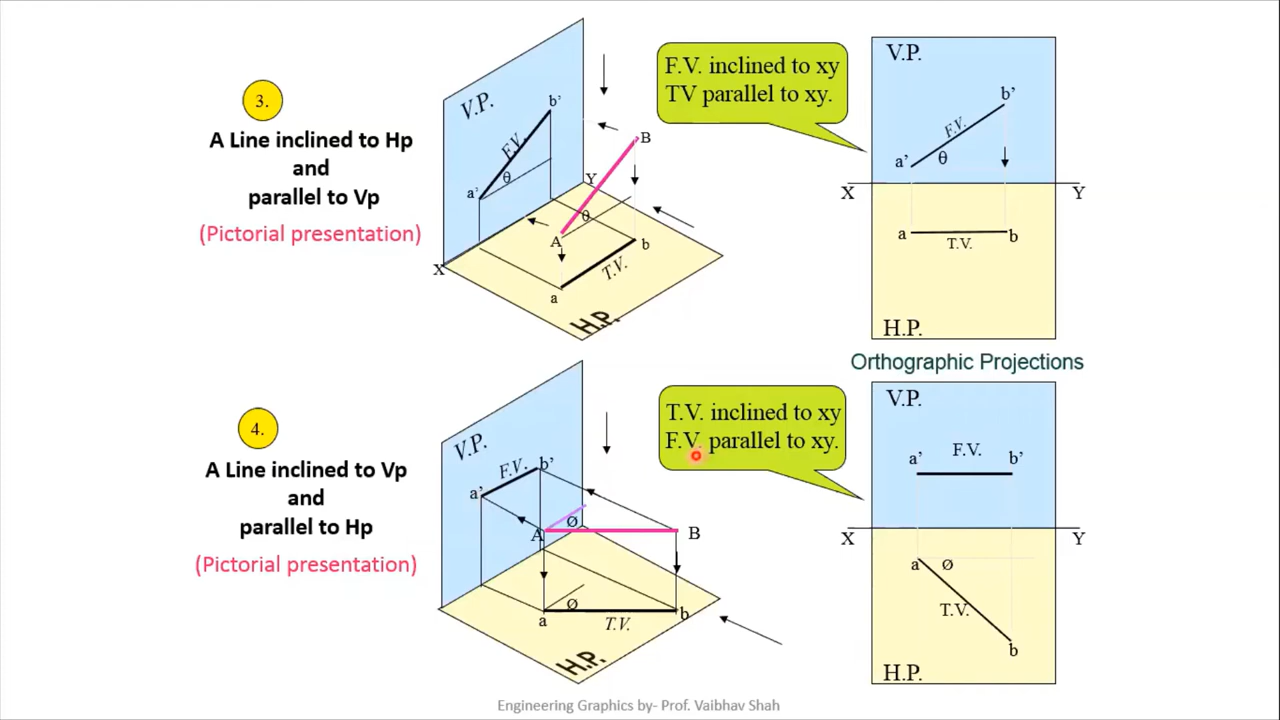 3.
A Line inclined to Hp
and
parallel to Vp
(Pictorial presentation)
V.P.
b’
F.V.
θ
a’
Y
B
θ
A
b
T.V.
a
X
H.P.
F.V. inclined to xy
TV parallel to xy.
V.P.
b’
F.V.
a’
θ
X
Y
a
b
T.V.
H.P.
Orthographic Projections
4.
A Line inclined to Vp
and
parallel to Hp
(Pictorial presentation)
V.P.
F.V.
b’
a’
Ø
A
B
Ø
a
b
T.V.
H.P.
T.V. inclined to xy
F.V. parallel to xy.
V.P.
a’
F.V.
b’
X
Y
a
Ø
T.V.
b
H.P.
Engineering Graphics by- Prof. Vaibhav Shah